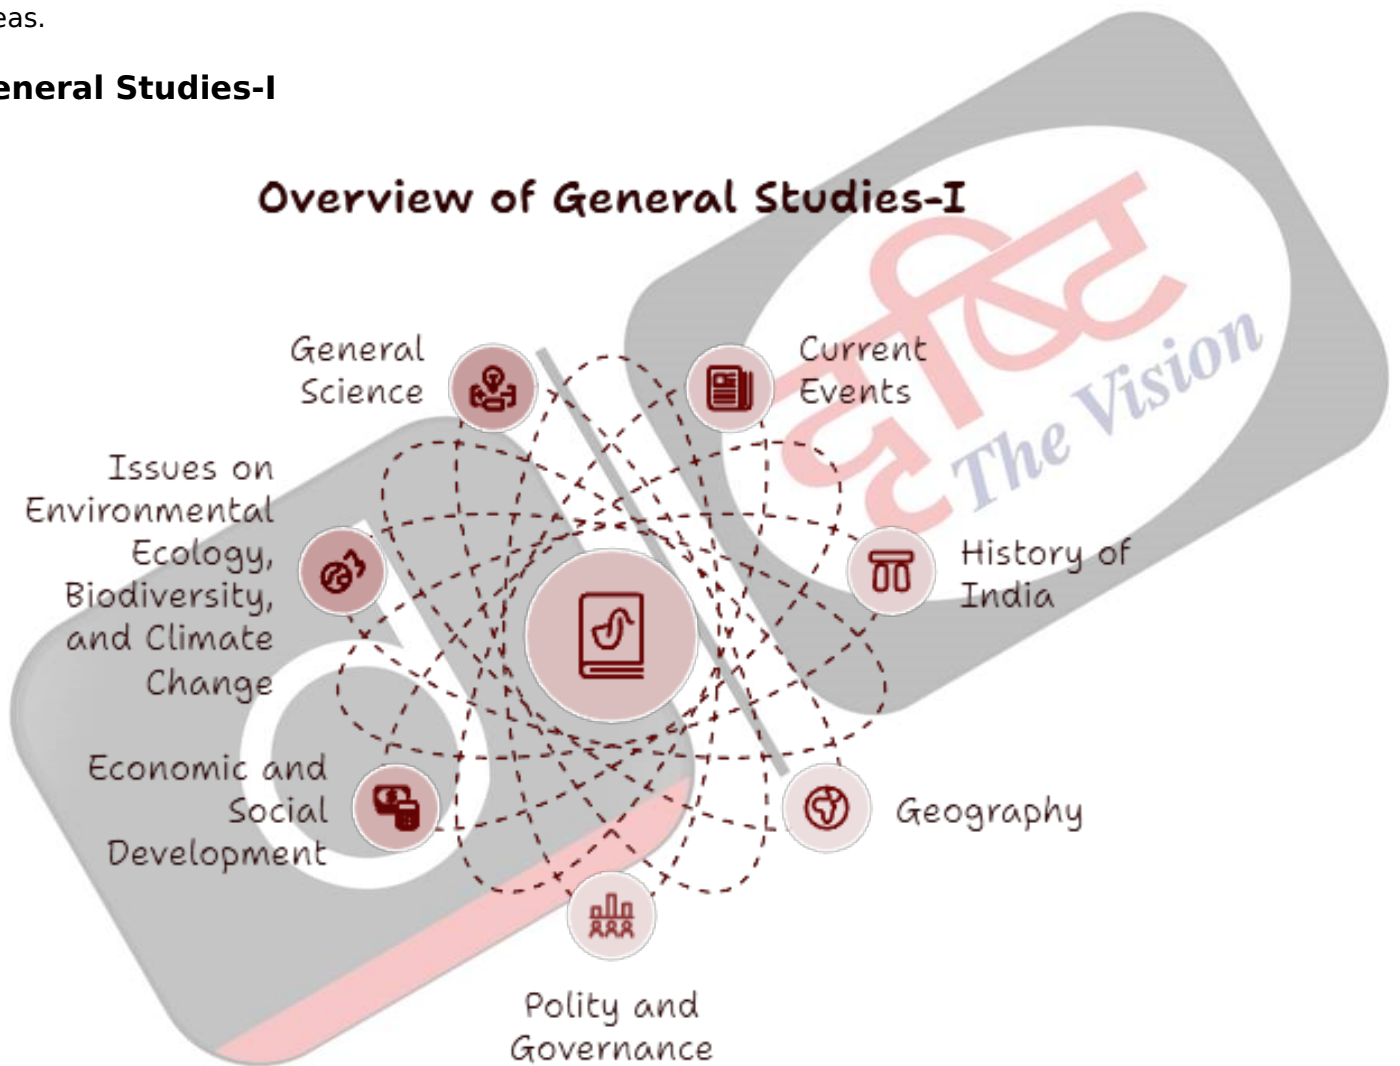 eas.
eneral Studies-I
Overview of General Studies-I
General
Science
Current
Events
Issues on
Environmental
Ecology,
Biodiversity,
and Climate
Change
History of
India
Economic and
Social
Development
Geography
Polity and
Governance
दृष्टि
The Vision
d